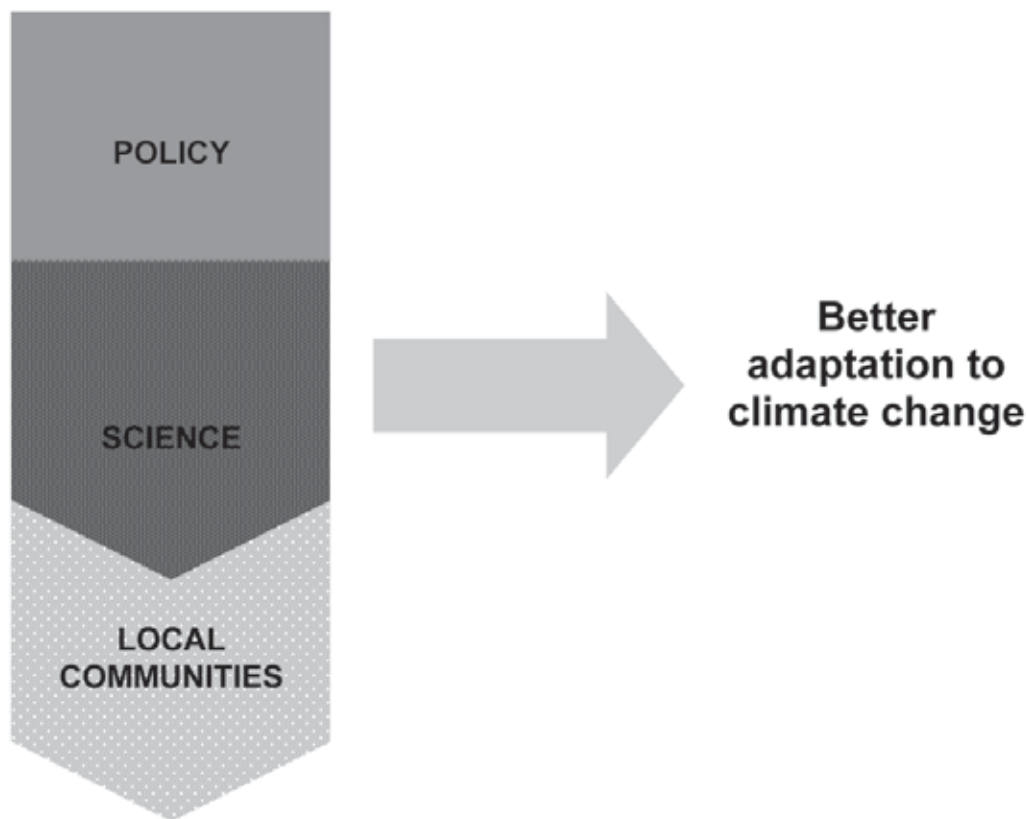 POLICY
SCIENCE
LOCAL
COMMUNITIES
Better
adaptation to
climate change